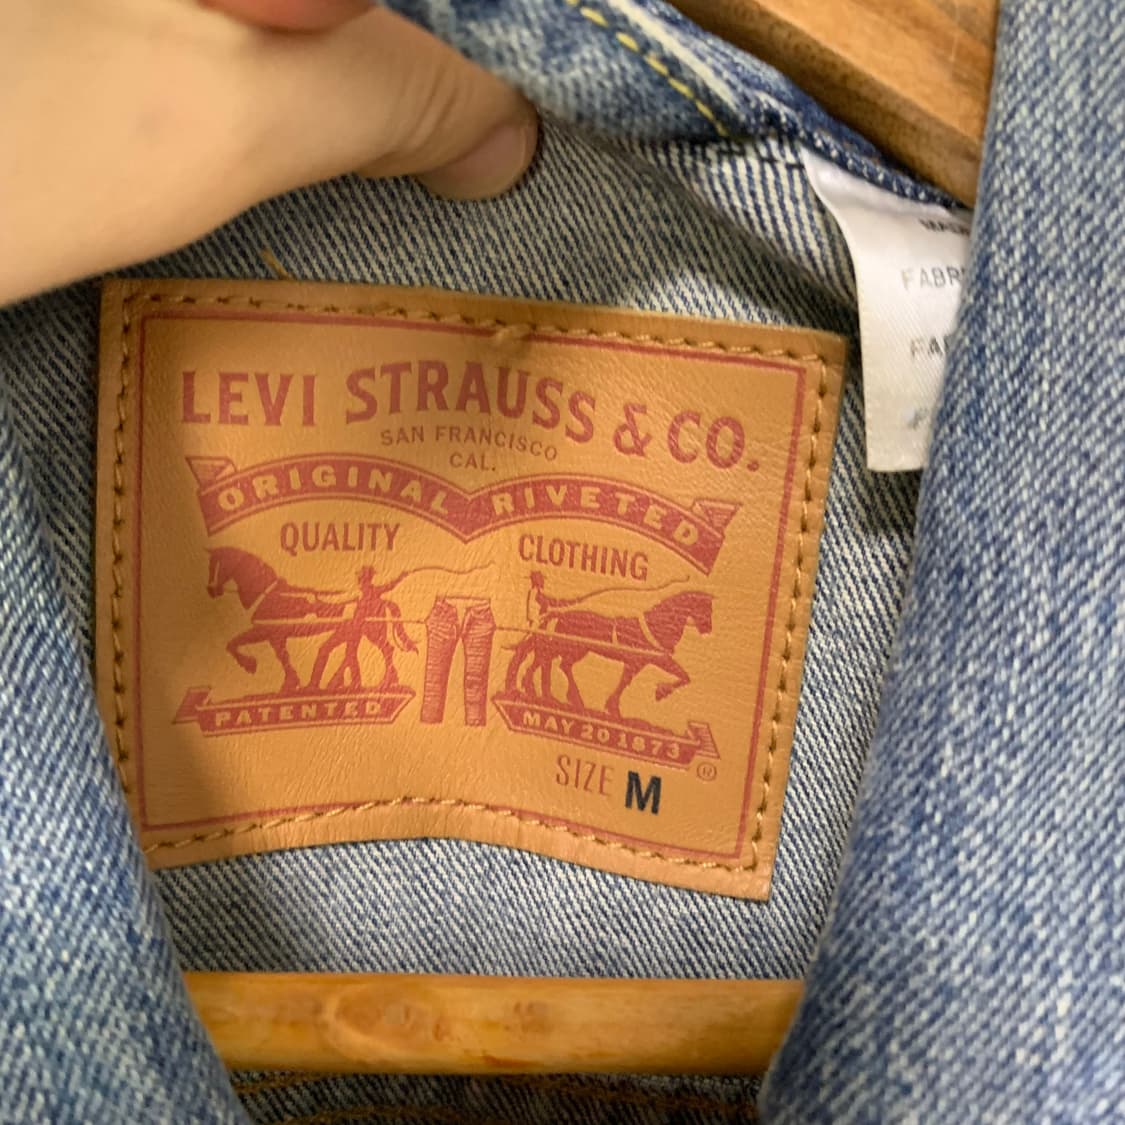 LEVI STRAUSS & CO.
SAN FRANCISCO
CAL.
ORIGINAL RIVETED
QUALITY CLOTHING
PATENTED MAY 20 1873
®
SIZE M